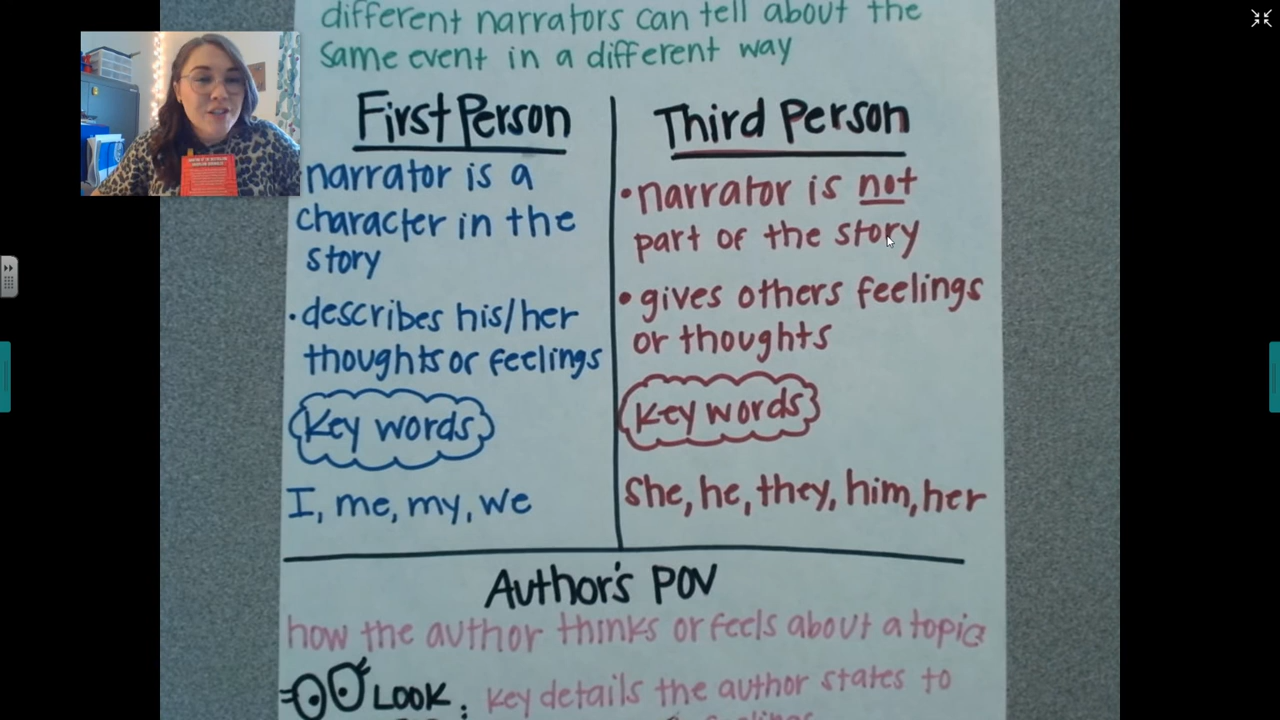 different narrators can tell about the
same event in a different way
First Person
narrator is a
character in the
story
• describes his/her
thoughts or feelings
Key words
I, me, my, we
Third Person
• narrator is not
part of the story
• gives others feelings
or thoughts
Key words
she, he, they, him, her
Author's POV
how the author thinks or feels about a topic
LOOK: key details the author states to
feelings